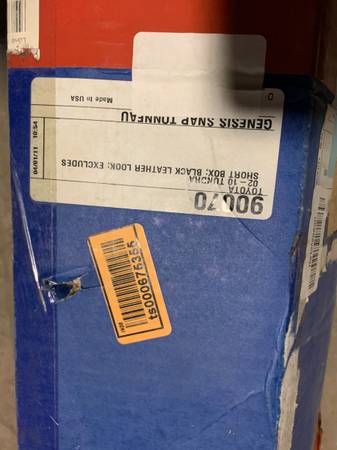 90070
TOYOTA
02-10 TUNDRA
SHORT BOX; BLACK LEATHER LOOK; EXCLUDES
04/01/11 10:54
GENESIS SNAP TONNEAU
Made in USA
ts000675355